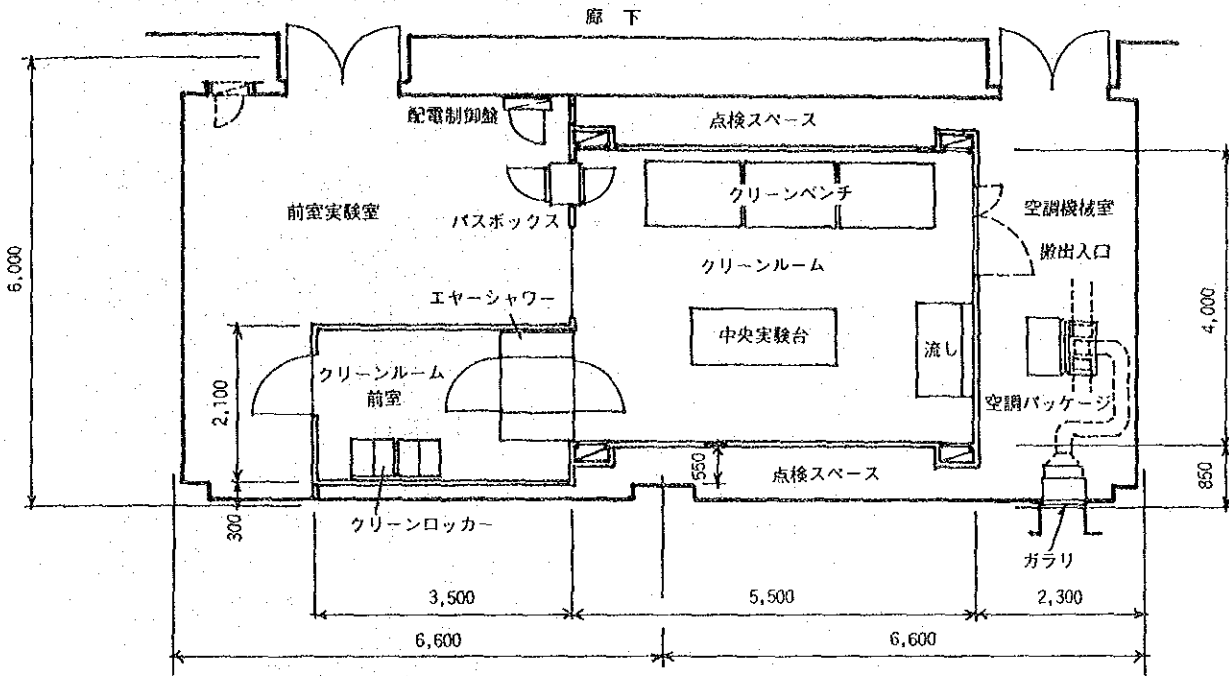 廊下
配電制御盤
点検スペース
クリーンベンチ
前室実験室
パスボックス
空調機械室
クリーンルーム
搬出入口
6,000
エヤーシャワー
4,000
中央実験台
流し
クリーンルーム
前室
2,100
空調パッケージ
550
点検スペース
850
300
クリーンロッカー
ガラリ
3,500
5,500
2,300
6,600
6,600